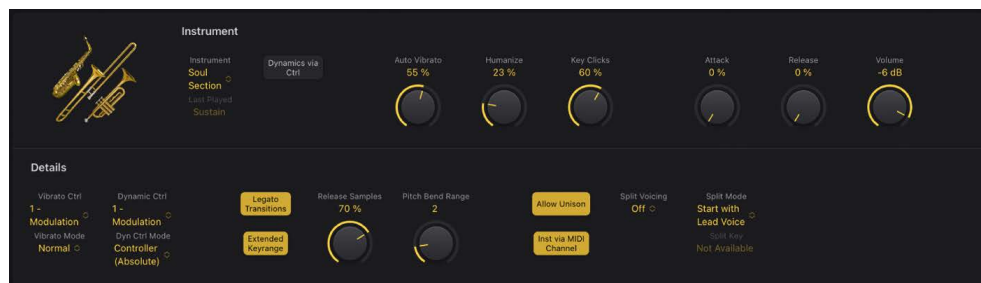 Instrument
Instrument
Soul
Section
Last Played
Sustain
Dynamics via
Ctrl
Auto Vibrato
55 %
Humanize
23 %
Key Clicks
60 %
Attack
0 %
Release
0 %
Volume
-6 dB
Details
Vibrato Ctrl
1 -
Modulation
Vibrato Mode
Normal
Dynamic Ctrl
1 -
Modulation
Dyn Ctrl Mode
Controller
(Absolute)
Legato
Transitions
Extended
Keyrange
Release Samples
70 %
Pitch Bend Range
2
Allow Unison
Inst via MIDI
Channel
Split Voicing
Off
Split Mode
Start with
Lead Voice
Split Key
Not Available